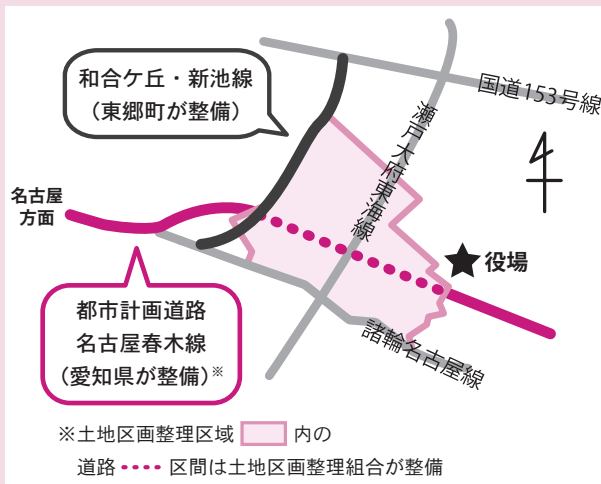 和合ケ丘・新池線
（東郷町が整備）
国道153号線
瀬戸大府東海線
名古屋
方面
役場
都市計画道路
名古屋春木線
（愛知県が整備）※
諸輪名古屋線
※土地区画整理区域 内の
道路 区間は土地区画整理組合が整備